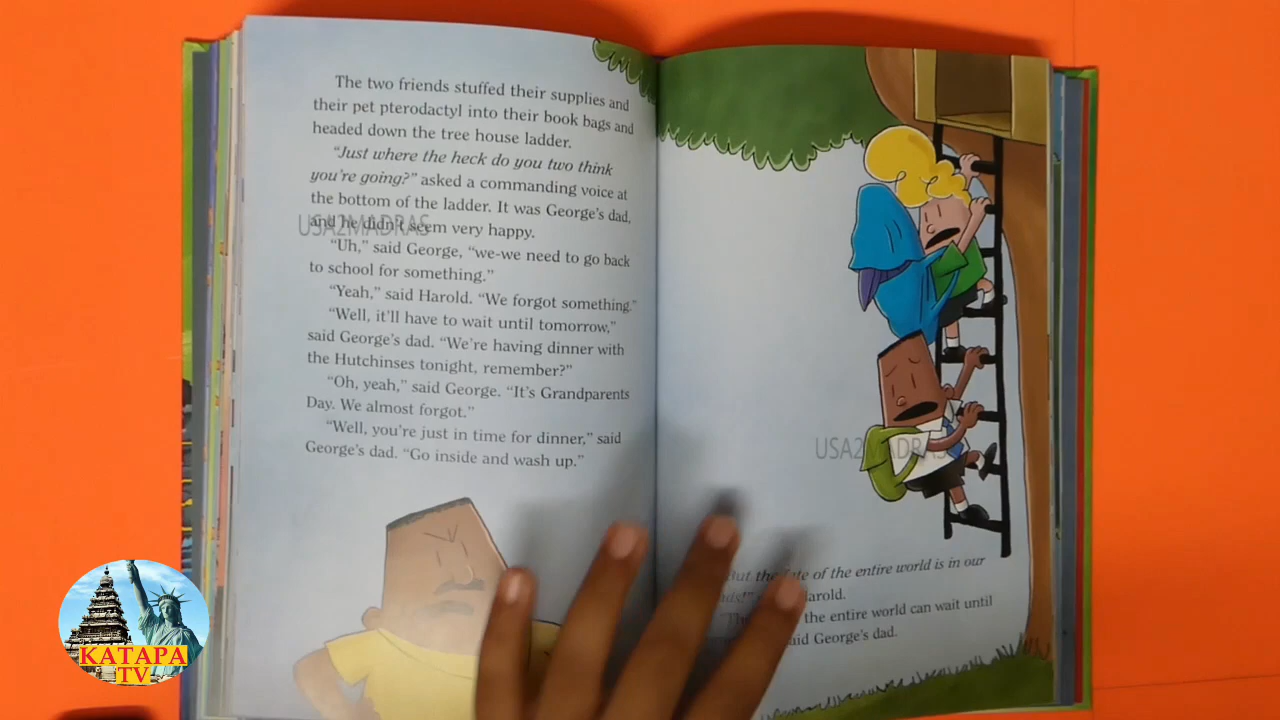 The two friends stuffed their supplies and
their pet pterodactyl into their book bags and
headed down the tree house ladder.
“Just where the heck do you two think
you’re going?” asked a commanding voice at
the bottom of the ladder. It was George’s dad,
and he didn’t seem very happy.
“Uh,” said George, “we-we need to go back
to school for something.”
“Yeah,” said Harold. “We forgot something.”
“Well, it’ll have to wait until tomorrow,”
said George’s dad. “We’re having dinner with
the Hutchinses tonight, remember?”
“Oh, yeah,” said George. “It’s Grandparents
Day. We almost forgot.”
“Well, you’re just in time for dinner,” said
George’s dad. “Go inside and wash up.”
But the fate of the entire world is in our
Harold.
the entire world can wait until
said George’s dad.
USA2MADRAS
USA2MADRAS
KATAPA
TV